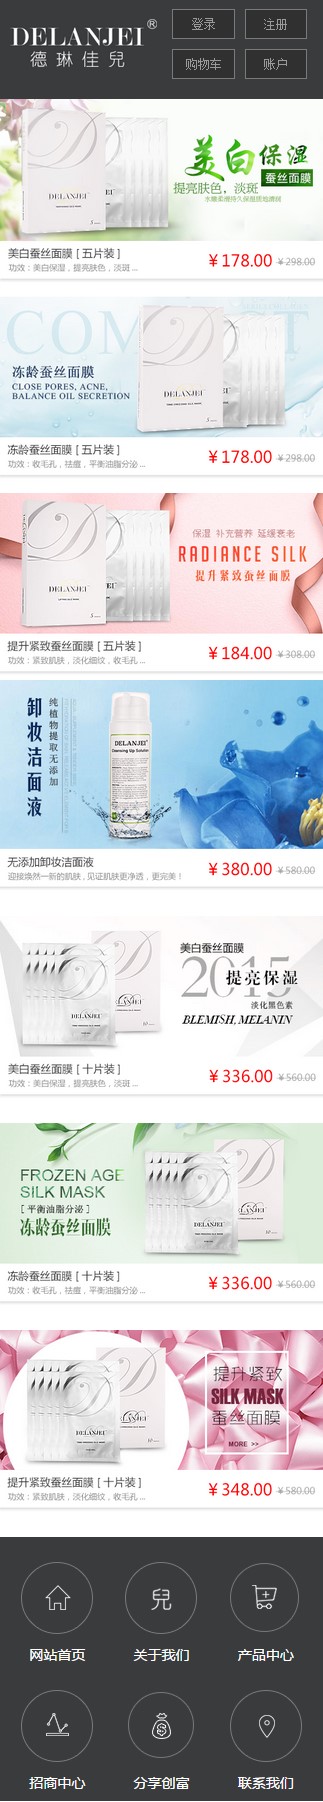 DELANJEI®
德琳佳兒
登录
注册
购物车
账户
DELANJEI
美白保湿
提亮肤色，淡斑
蚕丝面膜
美白蚕丝面膜 [ 五片装 ]
功效：美白保湿，提亮肤色，淡斑 ...
¥178.00 ¥298.00
冻龄蚕丝面膜
CLOSE PORES, ACNE,
BALANCE OIL SECRETION
DELANJEI
冻龄蚕丝面膜 [ 五片装 ]
功效：收毛孔，祛痘，平衡油脂分泌 ...
¥178.00 ¥298.00
DELANJEI
保湿 补充营养 延缓衰老
RADIANCE SILK
提升紧致蚕丝面膜
提升紧致蚕丝面膜 [ 五片装 ]
功效：紧致肌肤，淡化细纹，收毛孔 ...
¥184.00 ¥308.00
卸妆洁面液
纯植物提取无添加
DELANJEI
Cleansing Up Solution
无添加卸妆洁面液
迎接焕然一新的肌肤，见证肌肤更净透，更完美！
¥380.00 ¥580.00
DELANJEI
DELANJEI
美白蚕丝面膜
2015
提亮保湿
淡化黑色素
BLEMISH, MELANIN
美白蚕丝面膜 [ 十片装 ]
功效：美白保湿，提亮肤色，淡斑 ...
¥336.00 ¥560.00
FROZEN AGE
SILK MASK
[ 平衡油脂分泌 ]
冻龄蚕丝面膜
DELANJEI
DELANJEI
冻龄蚕丝面膜 [ 十片装 ]
功效：收毛孔，祛痘，平衡油脂分泌 ...
¥336.00 ¥560.00
DELANJEI
DELANJEI
提升紧致
SILK MASK
蚕丝面膜
MORE >>
提升紧致蚕丝面膜 [ 十片装 ]
功效：紧致肌肤，淡化细纹，收毛孔 ...
¥348.00 ¥580.00
兒
网站首页
关于我们
产品中心
$
招商中心
分享创富
联系我们